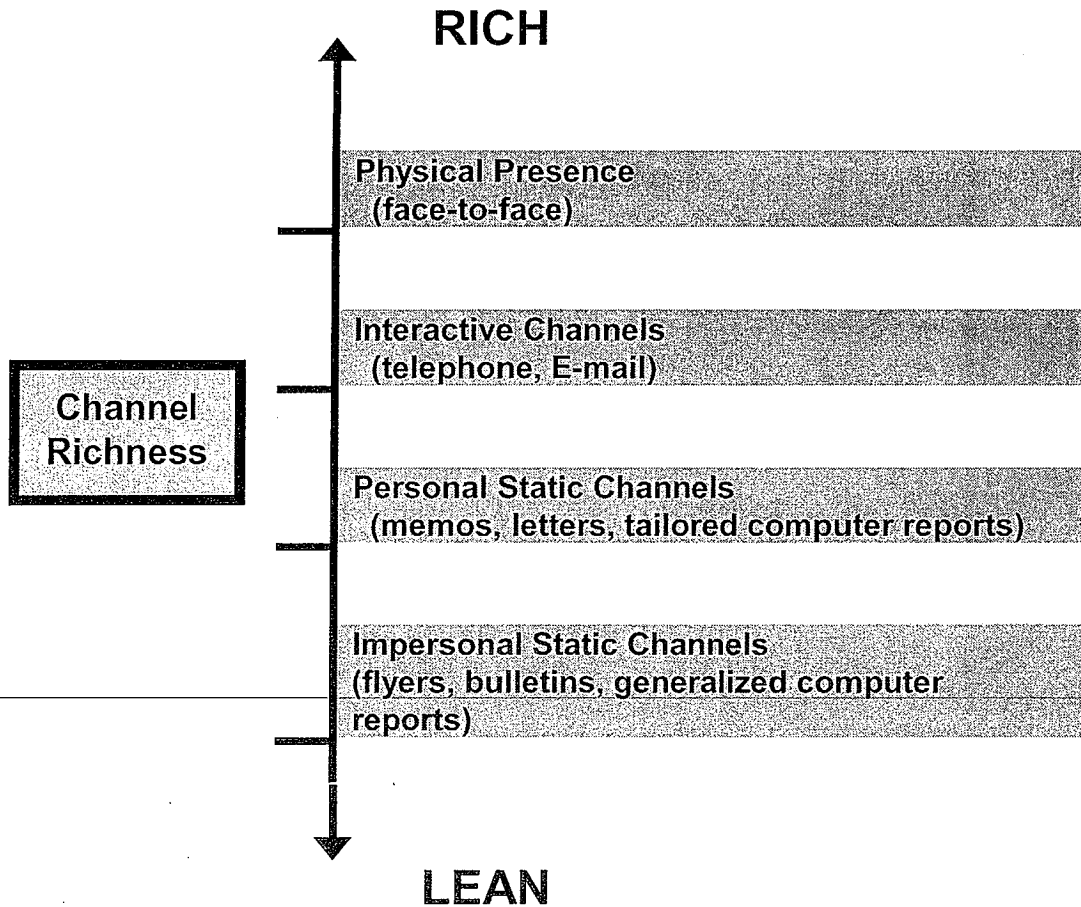 RICH
Physical Presence
(face-to-face)
Interactive Channels
(telephone, E-mail)
Channel
Richness
Personal Static Channels
(memos, letters, tailored computer reports)
Impersonal Static Channels
(flyers, bulletins, generalized computer
reports)
LEAN